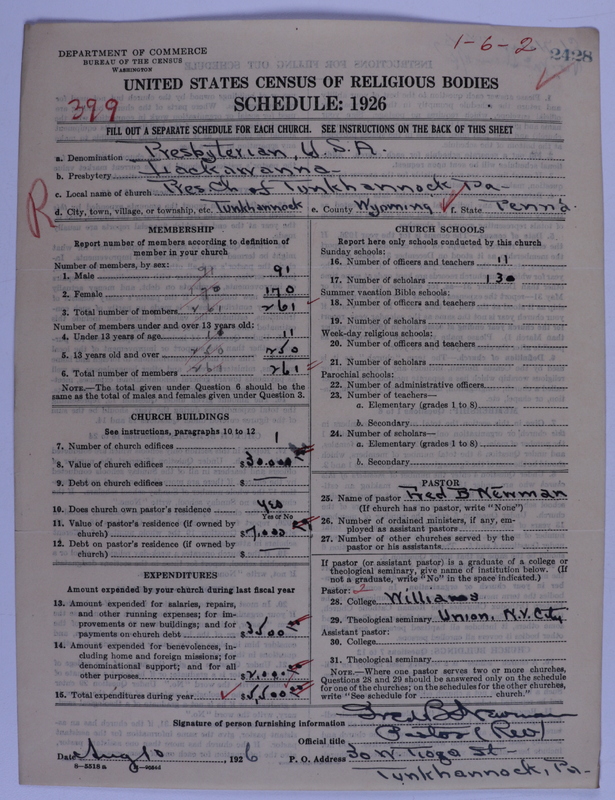 1-6-2
2428
DEPARTMENT OF COMMERCE
BUREAU OF THE CENSUS
WASHINGTON
UNITED STATES CENSUS OF RELIGIOUS BODIES
399
SCHEDULE: 1926
FILL OUT A SEPARATE SCHEDULE FOR EACH CHURCH. SEE INSTRUCTIONS ON THE BACK OF THIS SHEET
a. Denomination Presbyterian, U.S.A.
b. Presbytery Lackawanna
c. Local name of church Pres Ch of Tunkhannock, Pa-
R
d. City, town, village, or township, etc. Tunkhannock e. County Wyoming f. State Penn'a
MEMBERSHIP
Report number of members according to definition of
member in your church
Number of members, by sex:
1. Male 91 91
2. Female 170 170
3. Total number of members 261 261
Number of members under and over 13 years old:
4. Under 13 years of age 11
5. 13 years old and over 250 250
6. Total number of members 261 261
NOTE.—The total given under Question 6 should be the
same as the total of males and females given under Question 3.
CHURCH BUILDINGS
See instructions, paragraphs 10 to 12
7. Number of church edifices 1
8. Value of church edifices $30.000
9. Debt on church edifices $ —
10. Does church own pastor's residence yes
Yes or No
11. Value of pastor's residence (if owned by
church) $7.000
12. Debt on pastor's residence (if owned by
church) $ —
EXPENDITURES
Amount expended by your church during last fiscal year
13. Amount expended for salaries, repairs,
and other running expenses; for im-
provements or new buildings; and for
payments on church debt $3,500
14. Amount expended for benevolences, in-
cluding home and foreign missions; for
denominational support; and for all
other purposes $2,000
15. Total expenditures during year $5,500
CHURCH SCHOOLS
Report here only schools conducted by this church
Sunday schools:
16. Number of officers and teachers 11
17. Number of scholars 130
Summer vacation Bible schools:
18. Number of officers and teachers
19. Number of scholars
Week-day religious schools:
20. Number of officers and teachers
21. Number of scholars
Parochial schools:
22. Number of administrative officers
23. Number of teachers—
a. Elementary (grades 1 to 8)
b. Secondary
24. Number of scholars—
a. Elementary (grades 1 to 8)
b. Secondary
PASTOR
25. Name of pastor Fred B Newman
(If church has no pastor, write "None")
26. Number of ordained ministers, if any, em-
ployed as assistant pastors
27. Number of other churches served by the
pastor or his assistants
If pastor (or assistant pastor) is a graduate of a college or
theological seminary, give name of institution below. (If
not a graduate, write "No" in the space indicated.)
Pastor: 2
28. College Williams
29. Theological seminary Union, N.Y. City
Assistant pastor:
30. College
31. Theological seminary
NOTE.—Where one pastor serves two or more churches,
Questions 28 and 29 should be answered only on the schedule
for one of the churches; on the schedules for the other churches,
write "See schedule for church."
Signature of person furnishing information Fred B Newman
Official title Pastor (Rev)
Date Aug 10, 1926 P. O. Address 30 W. Tioga St-
8-5518a
Tunkhannock, Pa-